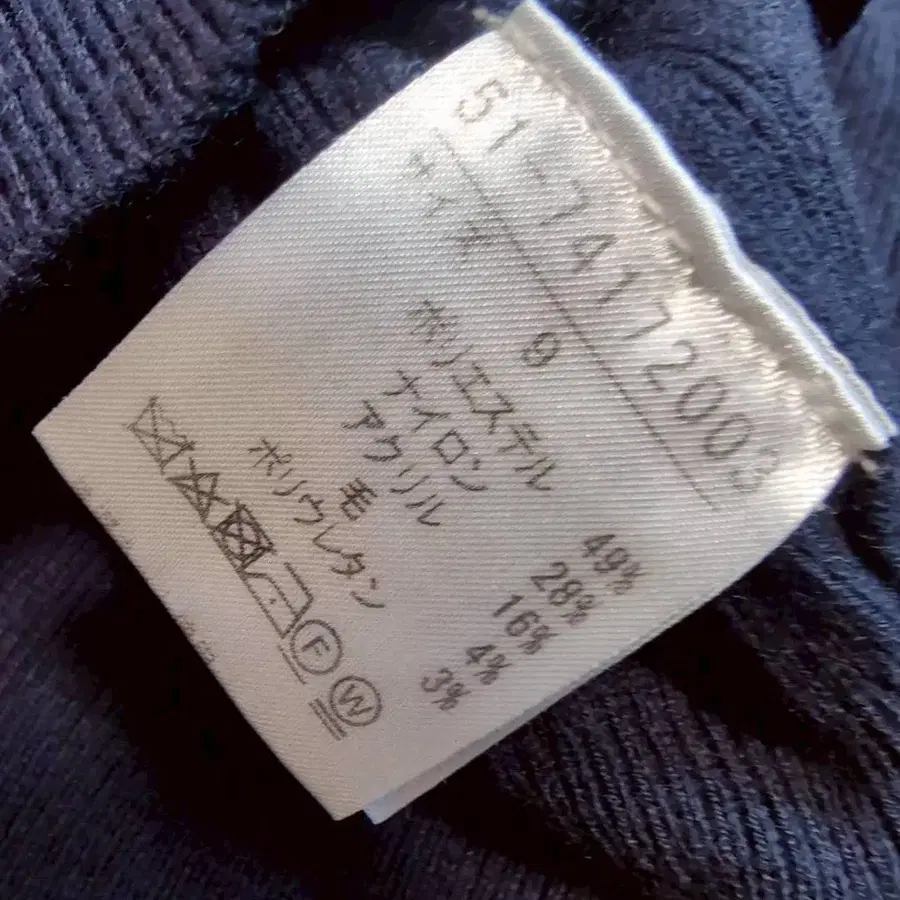 51-74172003
サイズ 0
ポリエステル 49%
ナイロン 28%
アクリル 16%
毛 4%
ポリウレタン 3%
F W